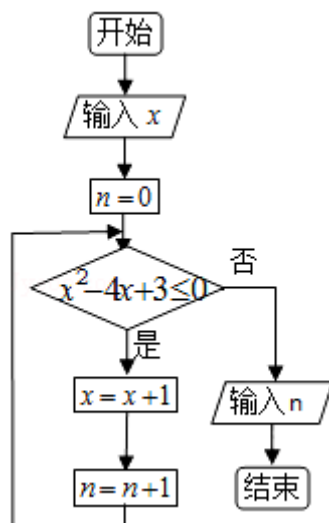 开始
输入 x
n=0
x²-4x+3≤0
否
是
x=x+1
输入n
n=n+1
结束